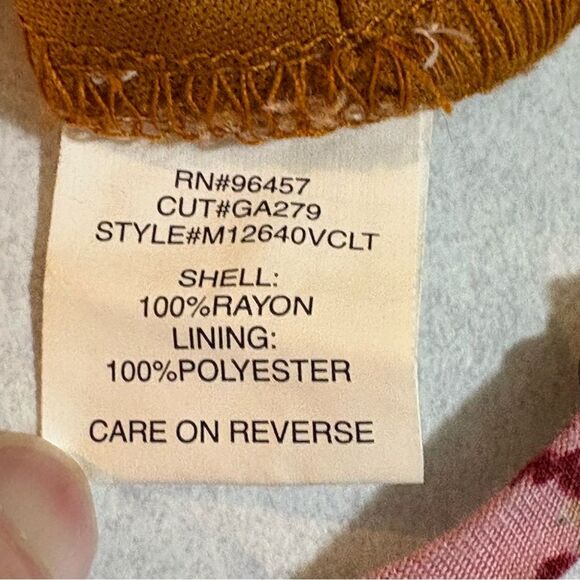 RN#96457
CUT#GA279
STYLE#M12640VCLT
SHELL:
100%RAYON
LINING:
100%POLYESTER
CARE ON REVERSE